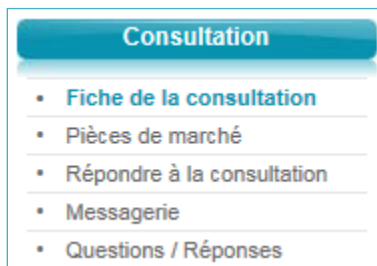 Consultation
• Fiche de la consultation
• Pièces de marché
• Répondre à la consultation
• Messagerie
• Questions / Réponses